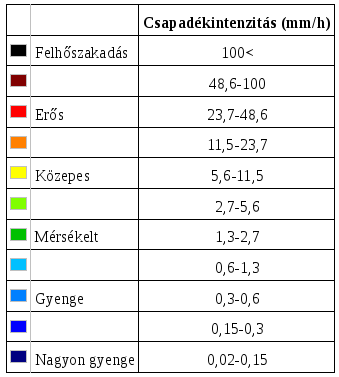 Csapadékintenzitás (mm/h)
Felhőszakadás 100<
48,6-100
Erős 23,7-48,6
11,5-23,7
Közepes 5,6-11,5
2,7-5,6
Mérsékelt 1,3-2,7
0,6-1,3
Gyenge 0,3-0,6
0,15-0,3
Nagyon gyenge 0,02-0,15